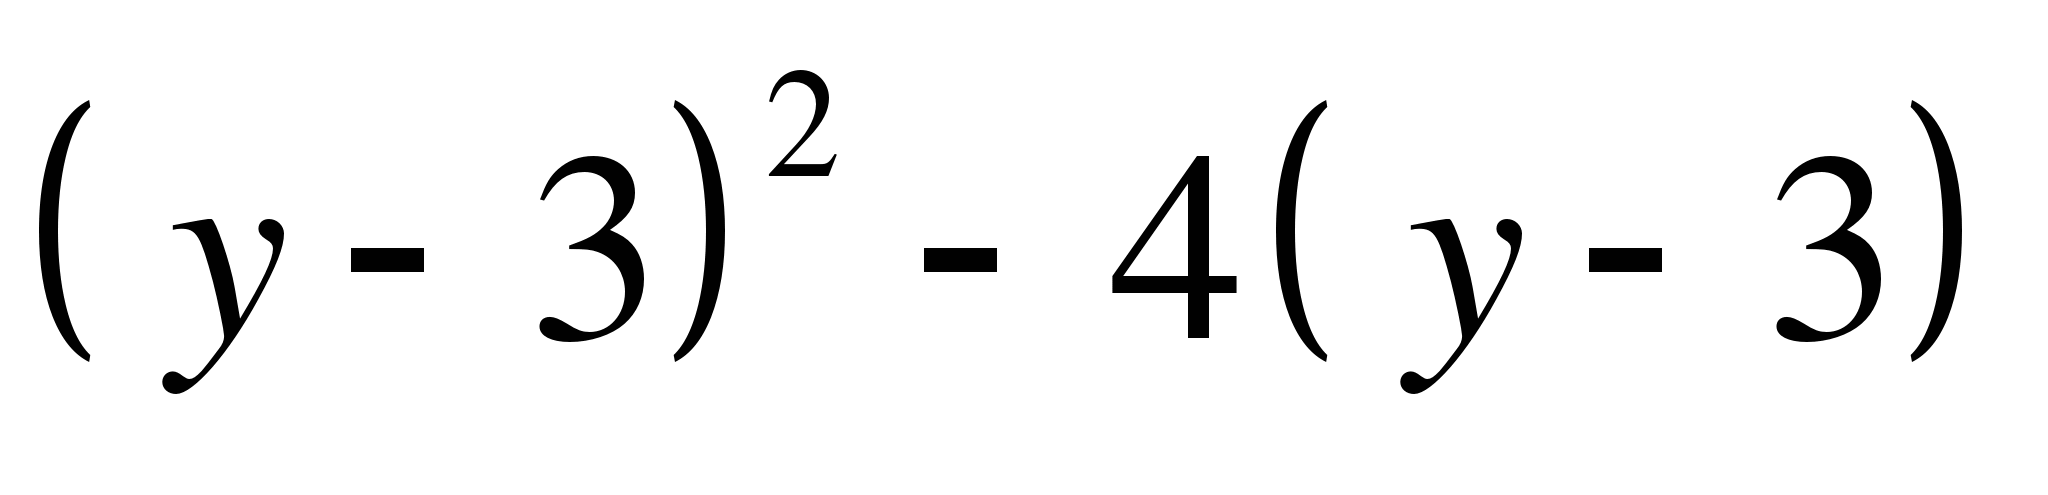 (y - 3)² - 4(y - 3)